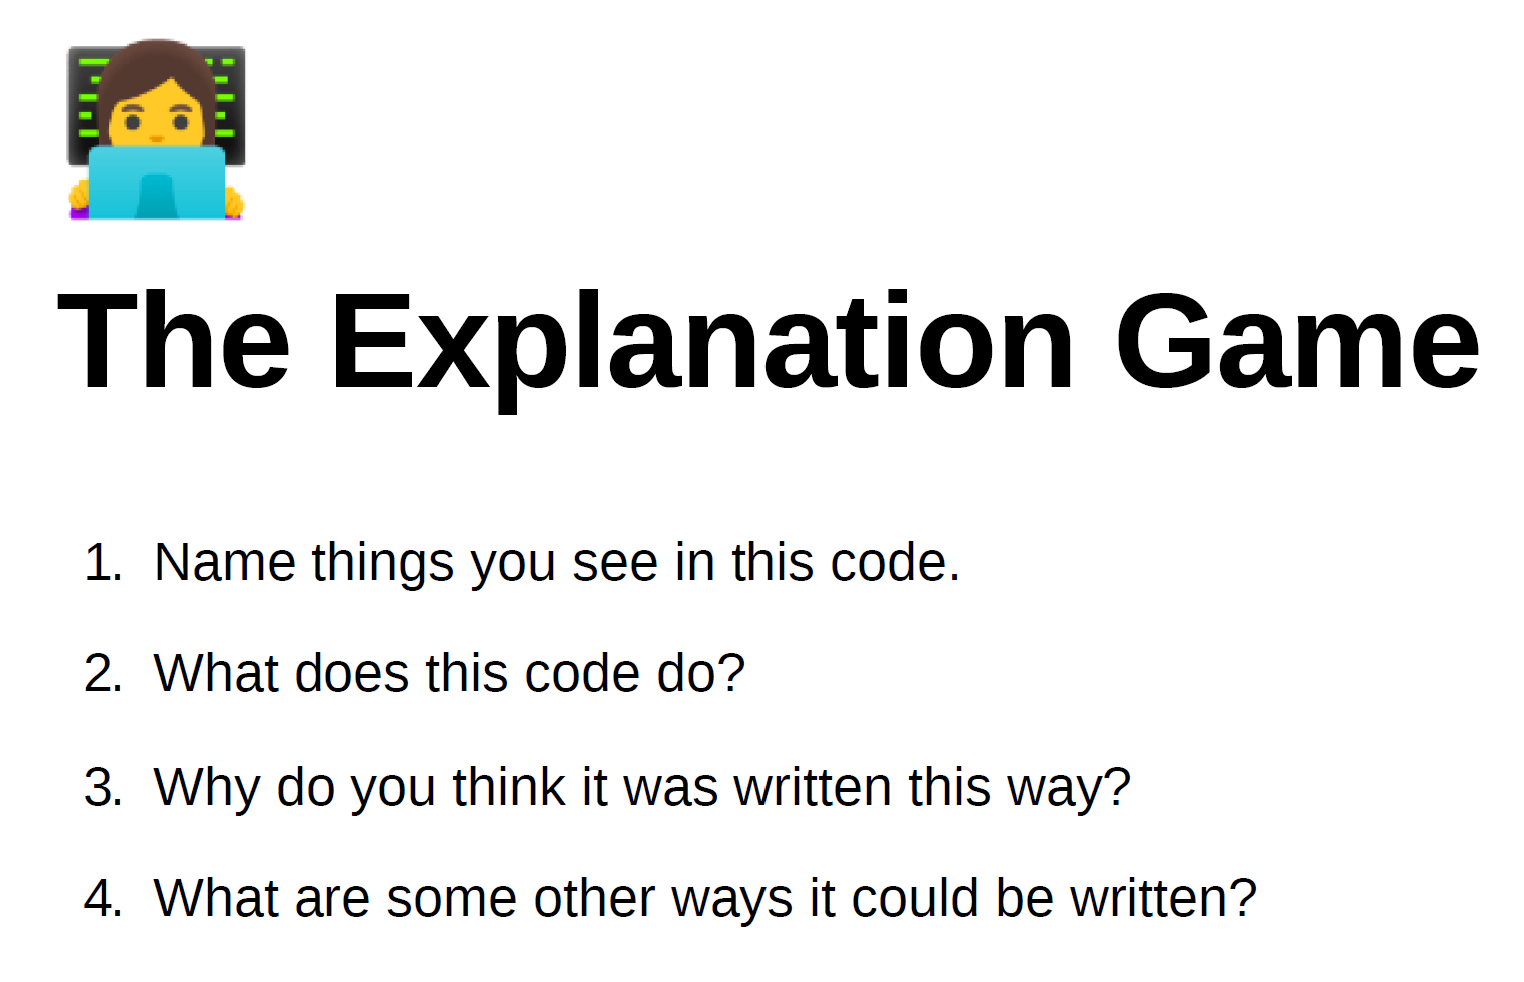 The Explanation Game
1. Name things you see in this code.
2. What does this code do?
3. Why do you think it was written this way?
4. What are some other ways it could be written?